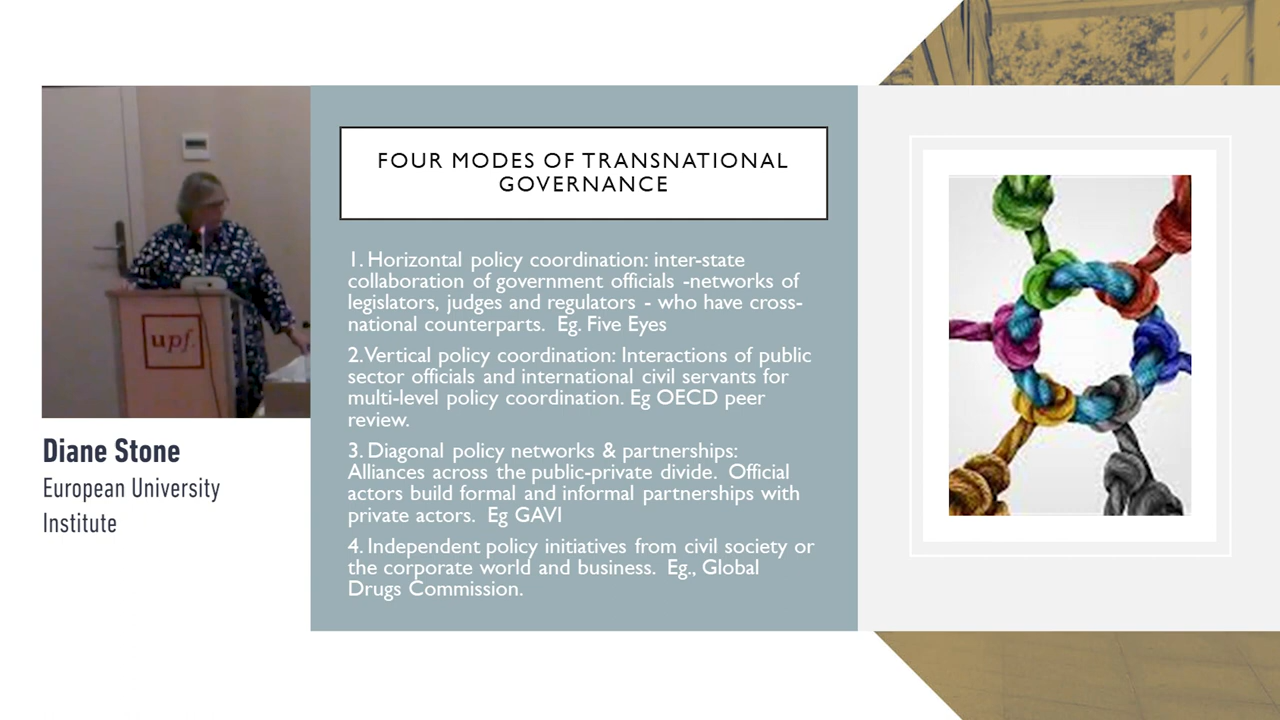 FOUR MODES OF TRANSNATIONAL
GOVERNANCE
1. Horizontal policy coordination: inter-state
collaboration of government officials -networks of
legislators, judges and regulators - who have cross-
national counterparts.  Eg. Five Eyes
2.Vertical policy coordination: Interactions of public
sector officials and international civil servants for
multi-level policy coordination. Eg OECD peer
review.
3. Diagonal policy networks & partnerships:
Alliances across the public-private divide.  Official
actors build formal and informal partnerships with
private actors.  Eg GAVI
4. Independent policy initiatives from civil society or
the corporate world and business.  Eg., Global
Drugs Commission.
upf.
Diane Stone
European University
Institute